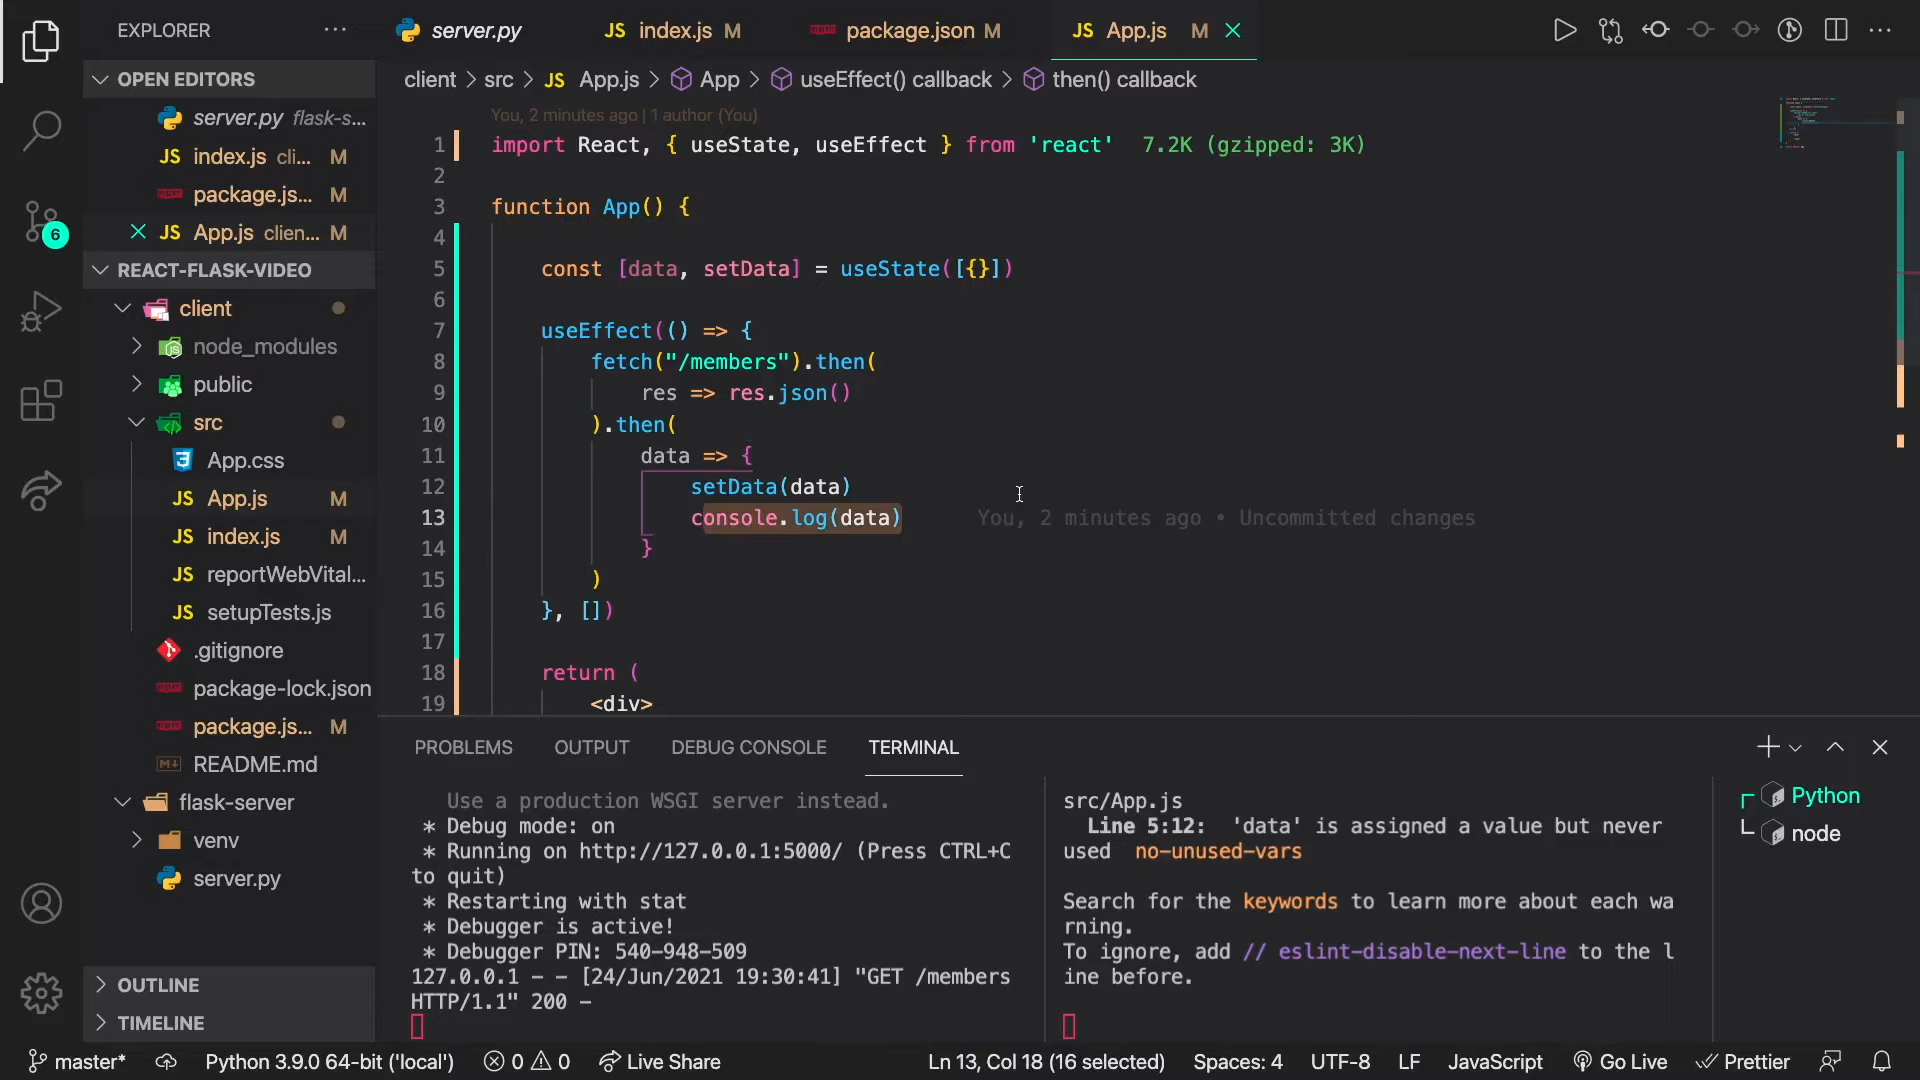 EXPLORER
server.py
JS index.js M
package.json M
JS App.js M
OPEN EDITORS
server.py flask-s...
JS index.js cli... M
package.js... M
JS App.js clien... M
REACT-FLASK-VIDEO
client
node_modules
public
src
App.css
JS App.js M
JS index.js M
JS reportWebVital...
JS setupTests.js
.gitignore
package-lock.json
package.js... M
README.md
flask-server
venv
server.py
OUTLINE
TIMELINE
6
client > src > JS App.js > App > useEffect() callback > then() callback
You, 2 minutes ago | 1 author (You)
1 import React, { useState, useEffect } from 'react' 7.2K (gzipped: 3K)
2
3 function App() {
4
5 const [data, setData] = useState([{}])
6
7 useEffect(() => {
8 fetch("/members").then(
9 res => res.json()
10 ).then(
11 data => {
12 setData(data)
13 console.log(data) You, 2 minutes ago • Uncommitted changes
14 }
15 )
16 }, [])
17
18 return (
19 <div>
PROBLEMS OUTPUT DEBUG CONSOLE TERMINAL
Use a production WSGI server instead.
* Debug mode: on
* Running on http://127.0.0.1:5000/ (Press CTRL+C
to quit)
* Restarting with stat
* Debugger is active!
* Debugger PIN: 540-948-509
127.0.0.1 - - [24/Jun/2021 19:30:41] "GET /members
HTTP/1.1" 200 -
src/App.js
Line 5:12: 'data' is assigned a value but never
used no-unused-vars
Search for the keywords to learn more about each wa
rning.
To ignore, add // eslint-disable-next-line to the l
ine before.
Python
node
master* Python 3.9.0 64-bit ('local') 0 0 Live Share Ln 13, Col 18 (16 selected) Spaces: 4 UTF-8 LF JavaScript Go Live Prettier